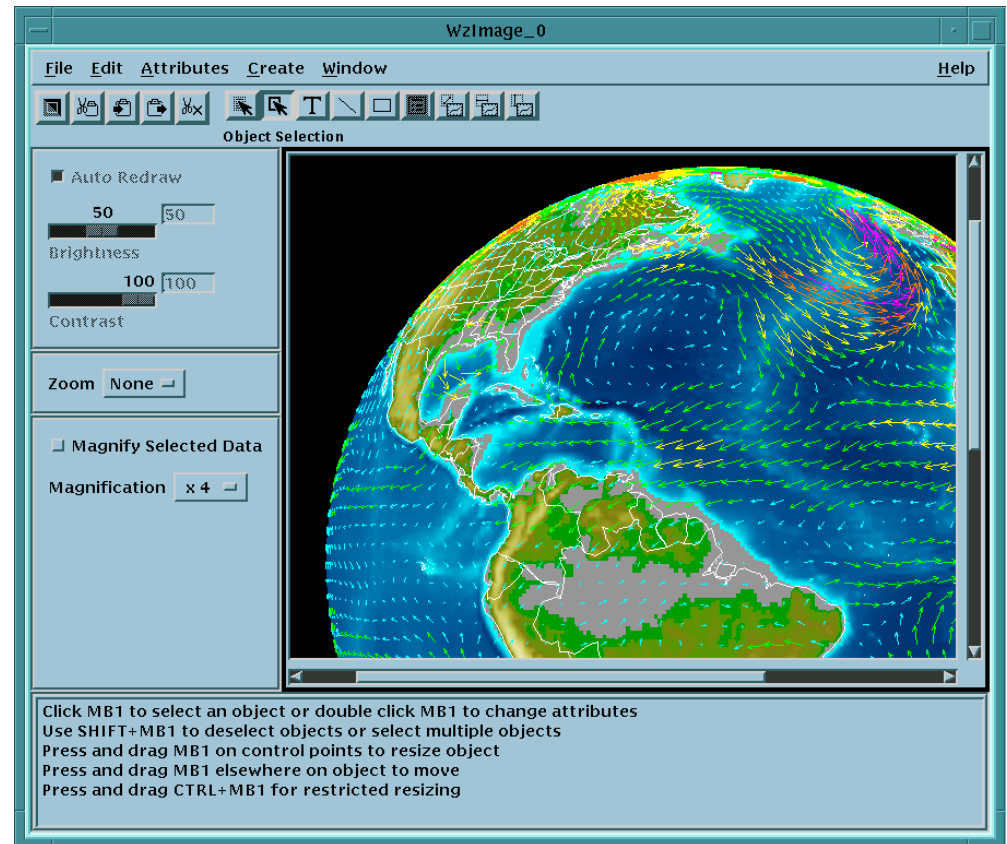 WzImage_0
File Edit Attributes Create Window Help
T
Object Selection
Auto Redraw
50 50
Brightness
100 100
Contrast
Zoom None
Magnify Selected Data
Magnification x 4
Click MB1 to select an object or double click MB1 to change attributes
Use SHIFT+MB1 to deselect objects or select multiple objects
Press and drag MB1 on control points to resize object
Press and drag MB1 elsewhere on object to move
Press and drag CTRL+MB1 for restricted resizing